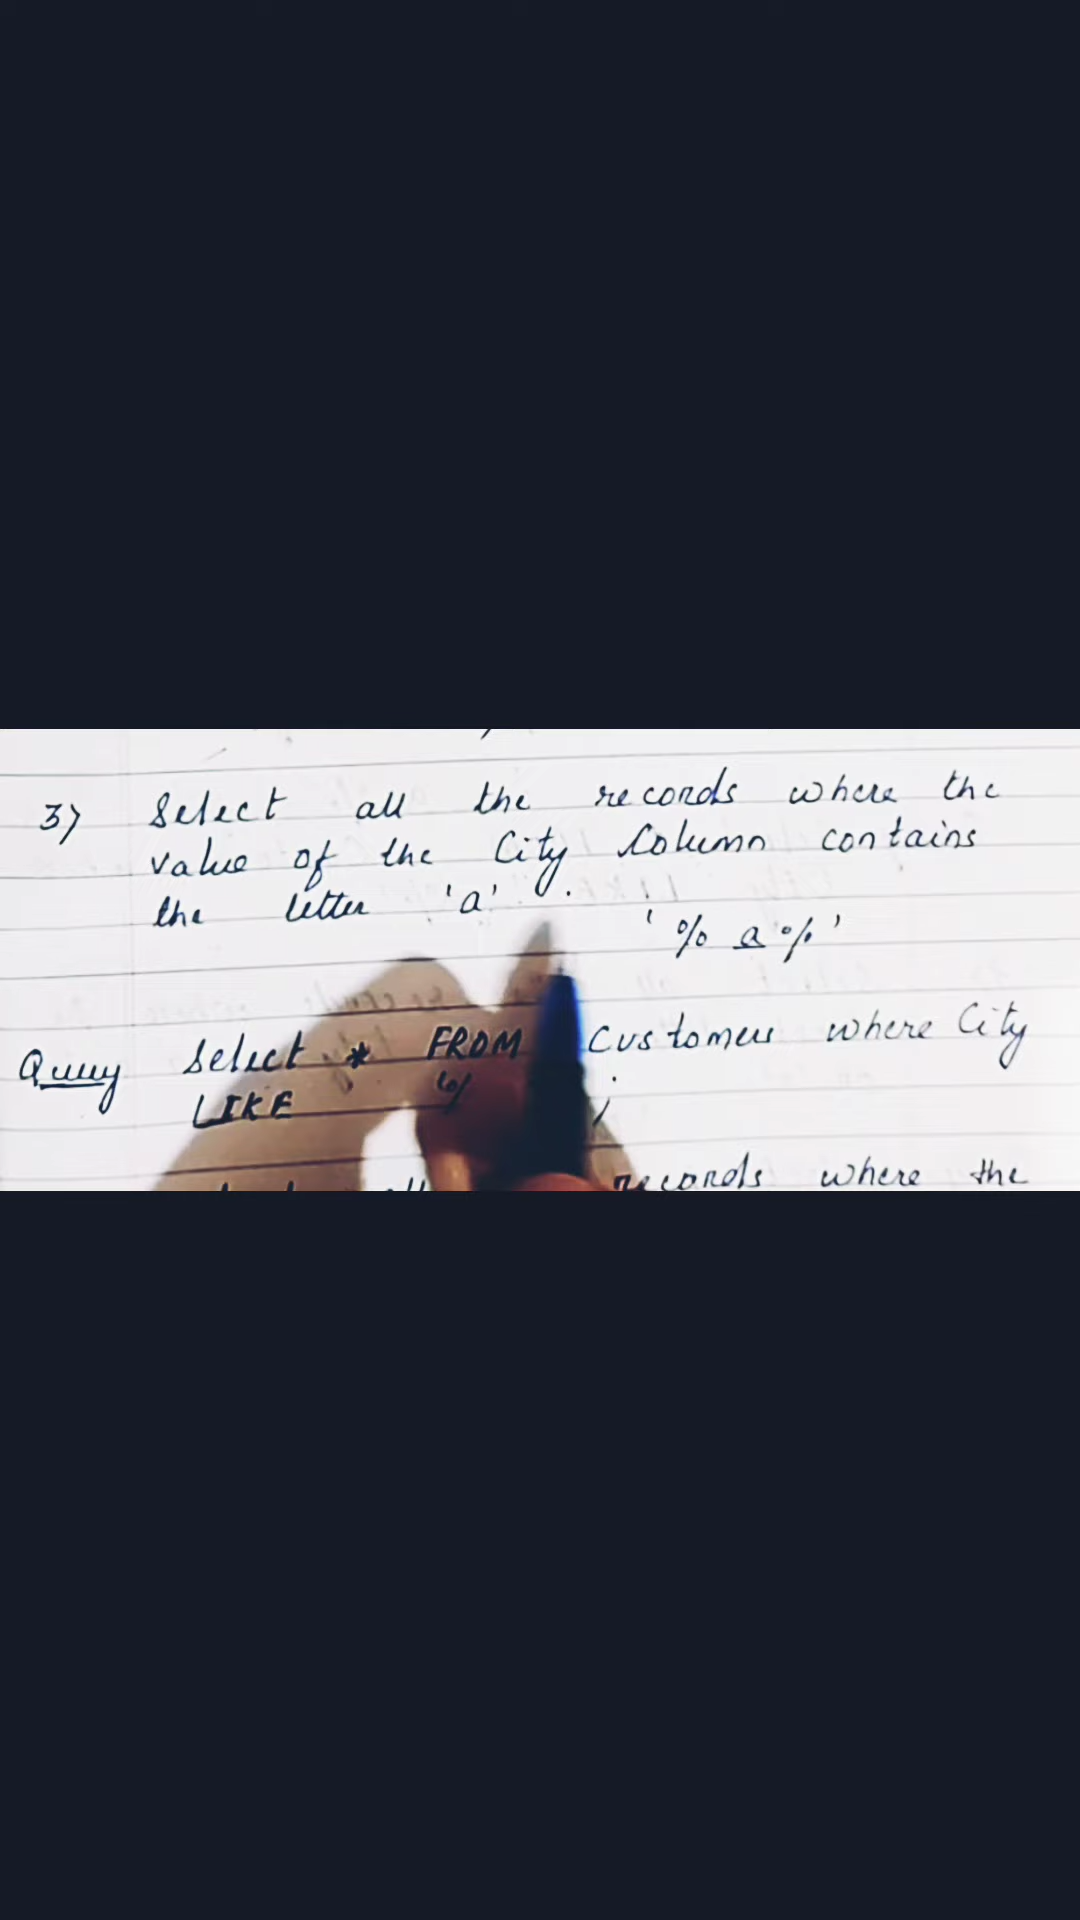 3) Select all the records where the
value of the City Column contains
the letter 'a'.
'% a %'
Query Select * FROM Customers where City
LIKE ;
records where the